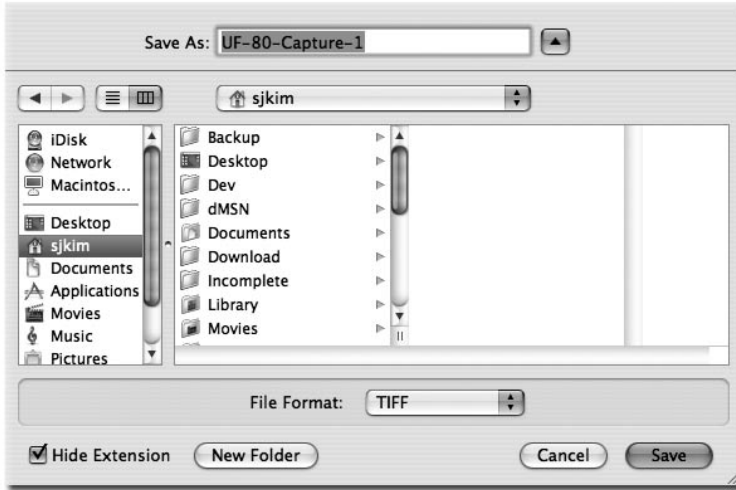 Save As: UF-80-Capture-1
sjkim
iDisk
Network
Macintos...
Desktop
sjkim
Documents
Applications
Movies
Music
Pictures
Backup
Desktop
Dev
dMSN
Documents
Download
Incomplete
Library
Movies
File Format: TIFF
Hide Extension
New Folder
Cancel
Save